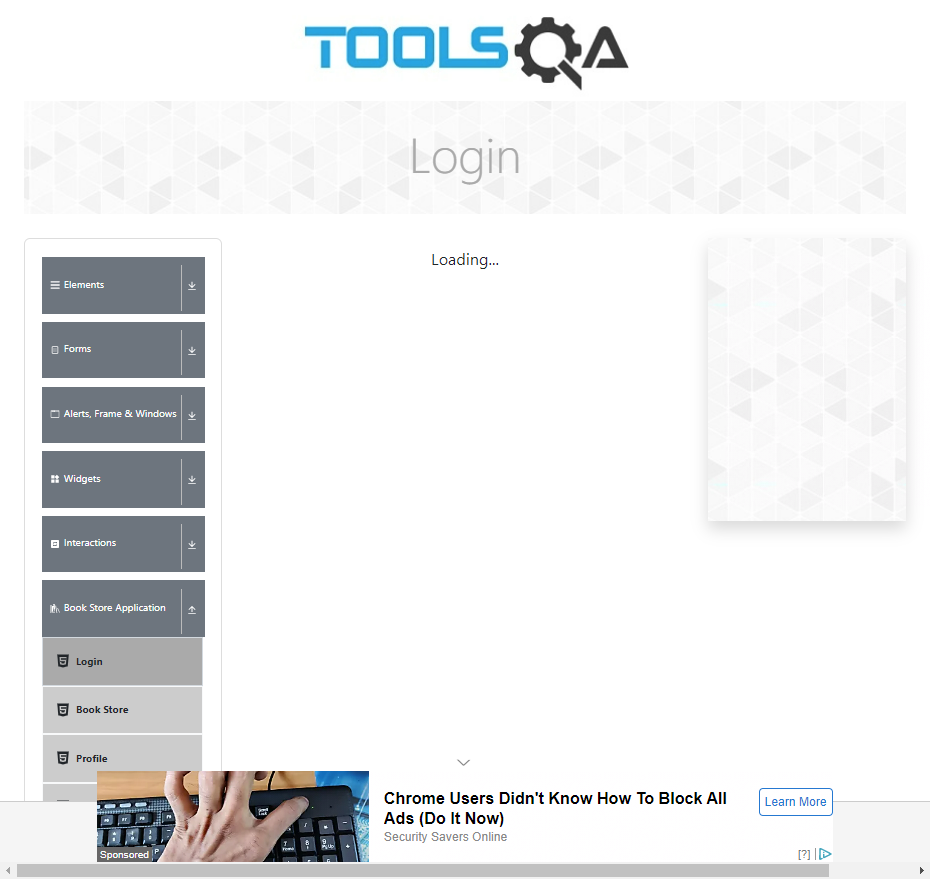 TOOLSQA
Login
Loading...
Elements
Forms
Alerts, Frame & Windows
Widgets
Interactions
Book Store Application
Login
Book Store
Profile
Chrome Users Didn't Know How To Block All
Ads (Do It Now)
Security Savers Online
Learn More
Sponsored
[?]